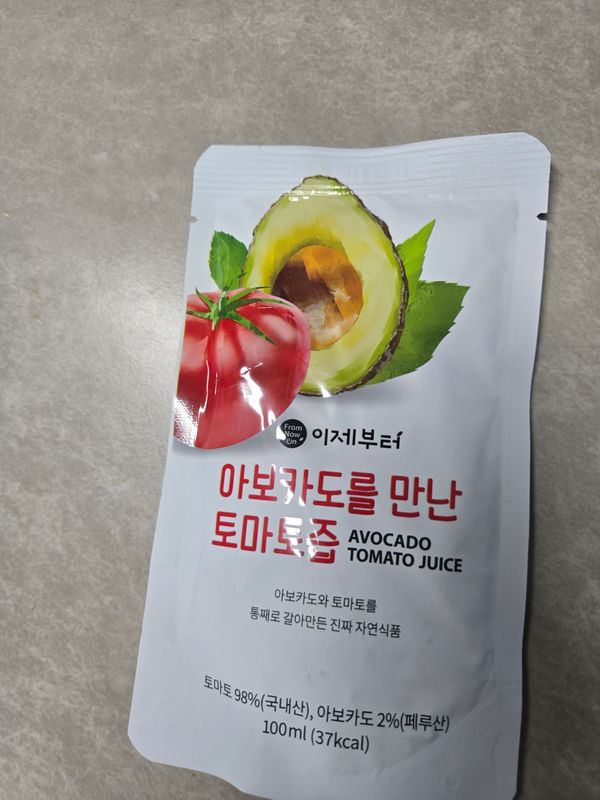 From
Now
On
이제부터
아보카도를 만난
토마토즙
AVOCADO
TOMATO JUICE
아보카도와 토마토를
통째로 갈아만든 진짜 자연식품
토마토 98%(국내산), 아보카도 2%(페루산)
100ml (37kcal)